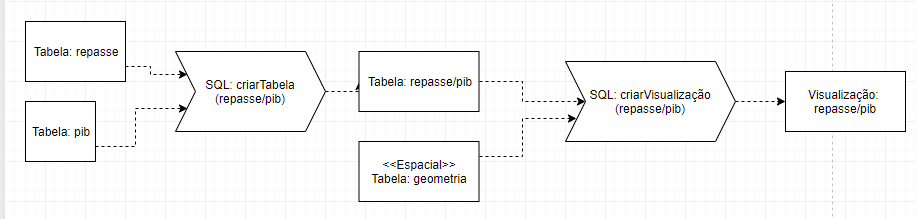 Tabela: repasse
Tabela: pib
SQL: criarTabela
(repasse/pib)
Tabela: repasse/pib
<<Espacial>>
Tabela: geometria
SQL: criarVisualização
(repasse/pib)
Visualização:
repasse/pib